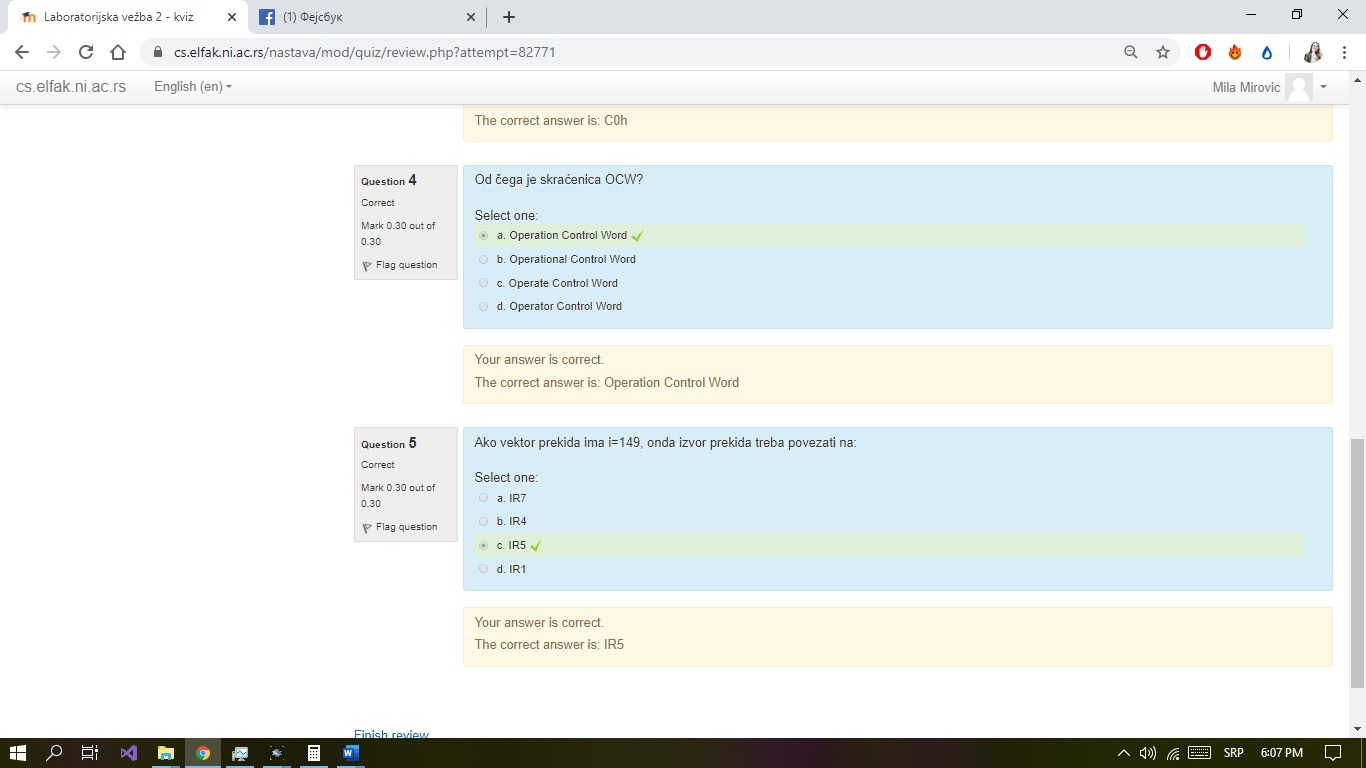 Laboratorijska vežba 2 - kviz
(1) Фејсбук
cs.elfak.ni.ac.rs/nastava/mod/quiz/review.php?attempt=82771
cs.elfak.ni.ac.rs English (en) Mila Mirovic
The correct answer is: C0h
Question 4
Correct
Mark 0.30 out of
0.30
Flag question
Od čega je skraćenica OCW?
Select one:
a. Operation Control Word
b. Operational Control Word
c. Operate Control Word
d. Operator Control Word
Your answer is correct.
The correct answer is: Operation Control Word
Question 5
Correct
Mark 0.30 out of
0.30
Flag question
Ako vektor prekida ima i=149, onda izvor prekida treba povezati na:
Select one:
a. IR7
b. IR4
c. IR5
d. IR1
Your answer is correct.
The correct answer is: IR5
Finish review
SRP 6:07 PM